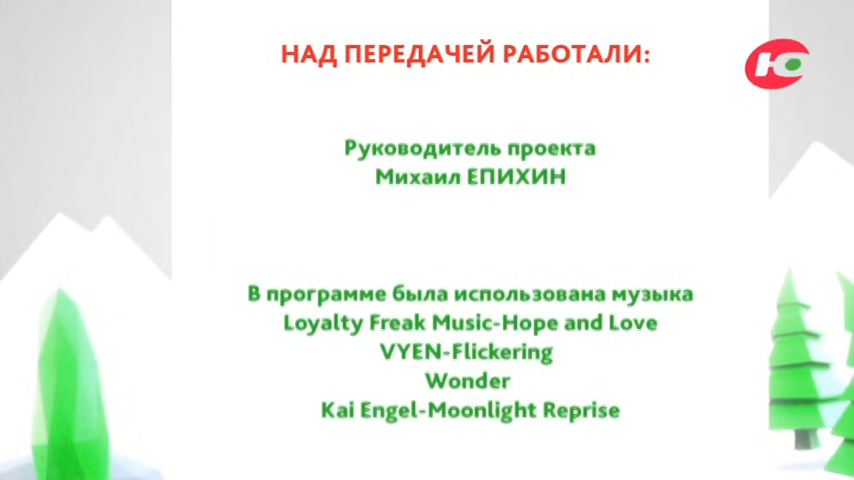 НАД ПЕРЕДАЧЕЙ РАБОТАЛИ:
Ю
Руководитель проекта
Михаил ЕПИХИН
В программе была использована музыка
Loyalty Freak Music-Hope and Love
VYEN-Flickering
Wonder
Kai Engel-Moonlight Reprise